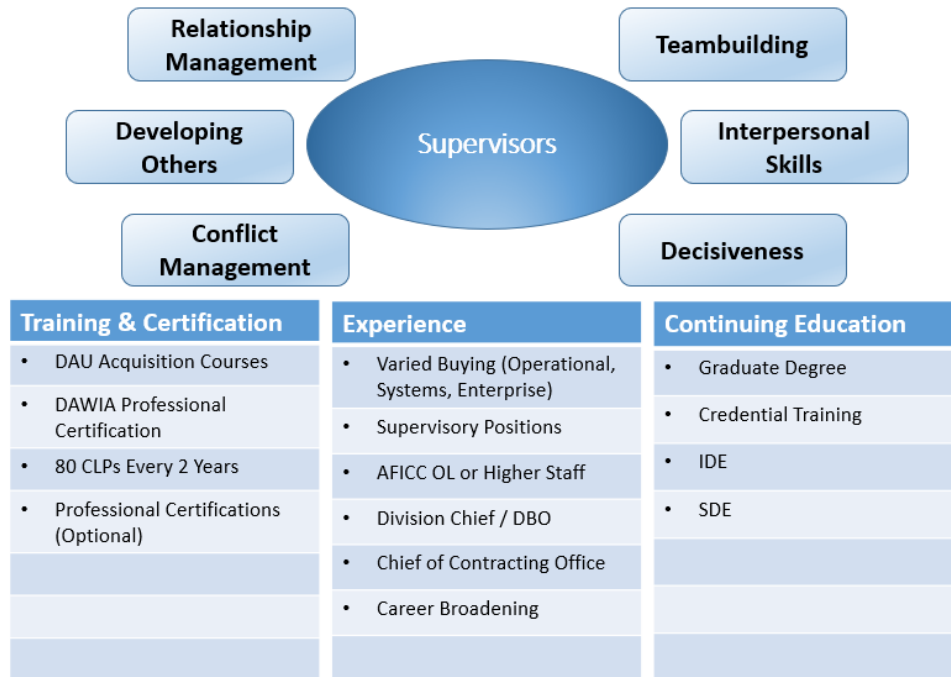 Relationship
Management
Teambuilding
Supervisors
Developing
Others
Interpersonal
Skills
Conflict
Management
Decisiveness
Training & Certification
• DAU Acquisition Courses
• DAWIA Professional
Certification
• 80 CLPs Every 2 Years
• Professional Certifications
(Optional)
Experience
• Varied Buying (Operational,
Systems, Enterprise)
• Supervisory Positions
• AFICC OL or Higher Staff
• Division Chief / DBO
• Chief of Contracting Office
• Career Broadening
Continuing Education
• Graduate Degree
• Credential Training
• IDE
• SDE